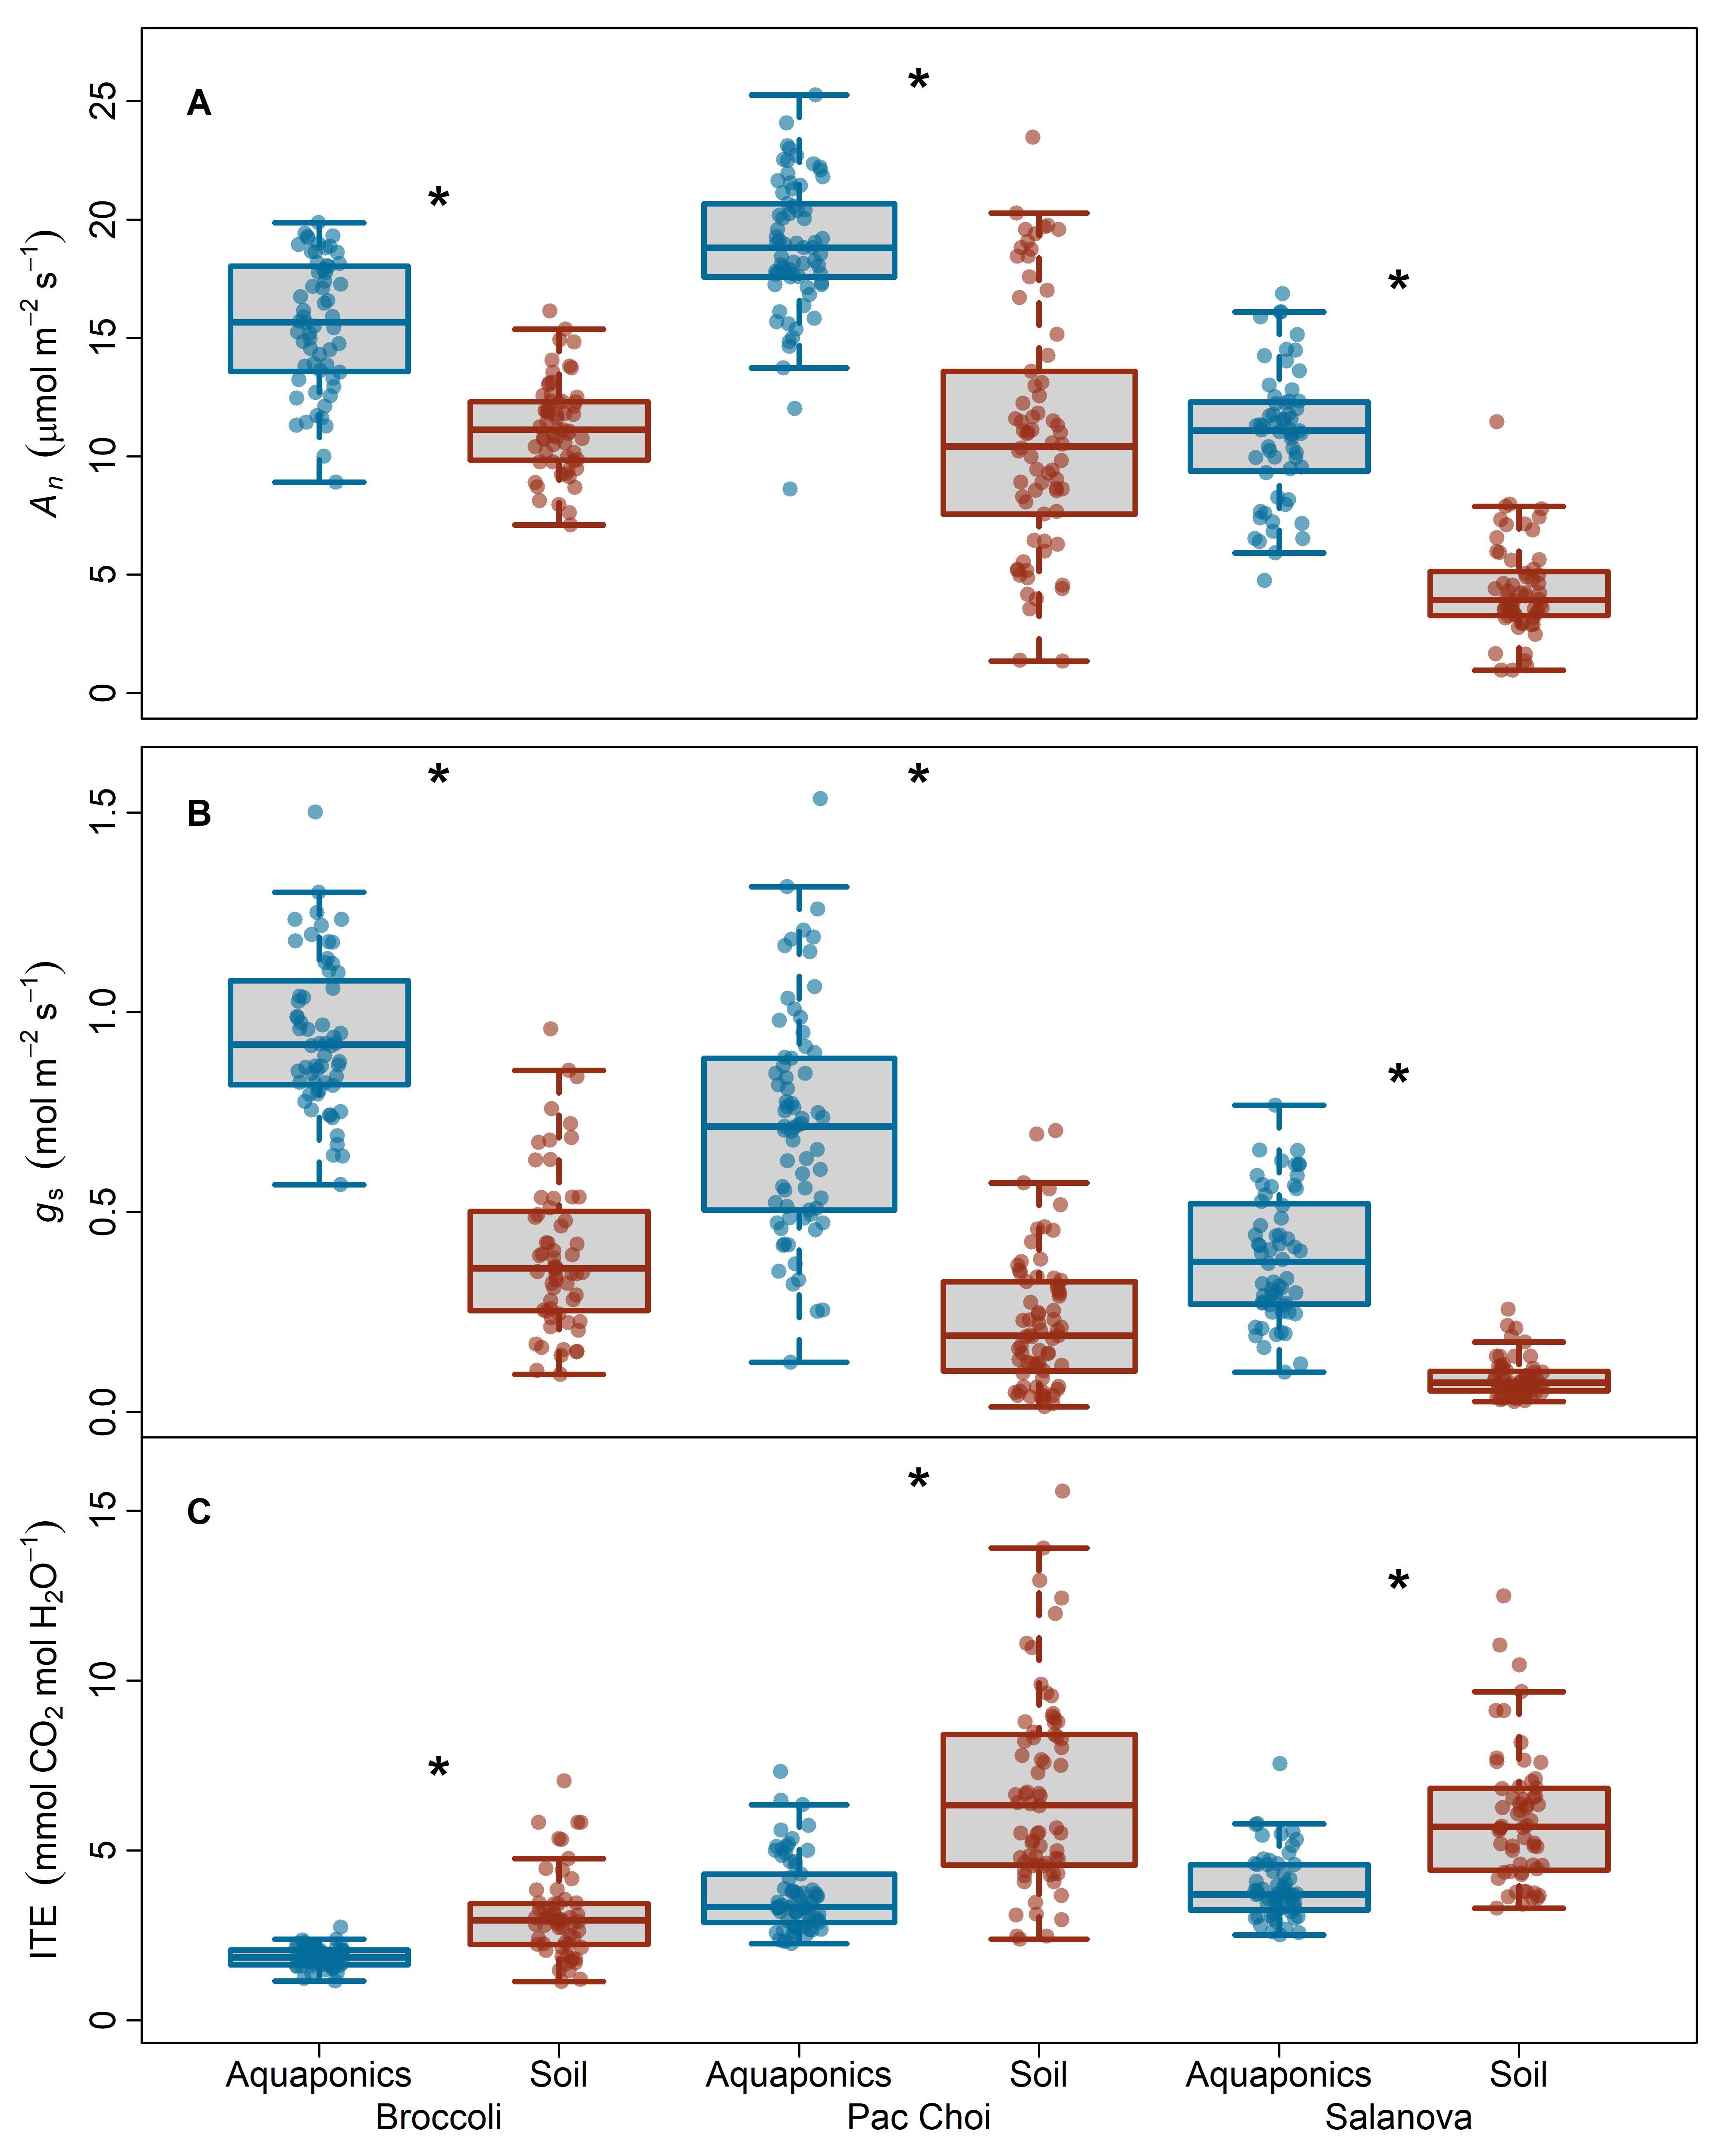 A
*
*
*
25
20
15
10
5
0
An (μmol m−2 s−1)
B
*
*
*
1.5
1.0
0.5
0.0
gs (mol m−2 s−1)
C
*
*
*
15
10
5
0
ITE (mmol CO2 mol H2O−1)
Aquaponics Soil Aquaponics Soil Aquaponics Soil
Broccoli Pac Choi Salanova